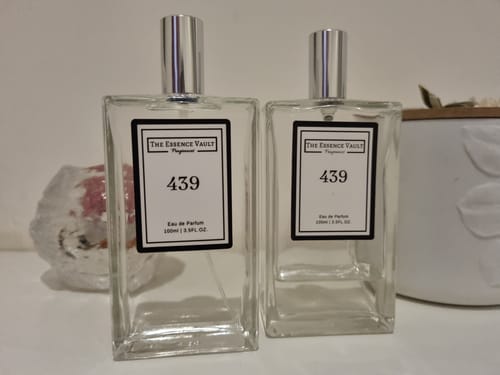 THE ESSENCE VAULT
Fragrances
439
Eau de Parfum
100ml | 3.5FL.OZ.
THE ESSENCE VAULT
Fragrances
439
Eau de Parfum
100ml | 3.5FL.OZ.